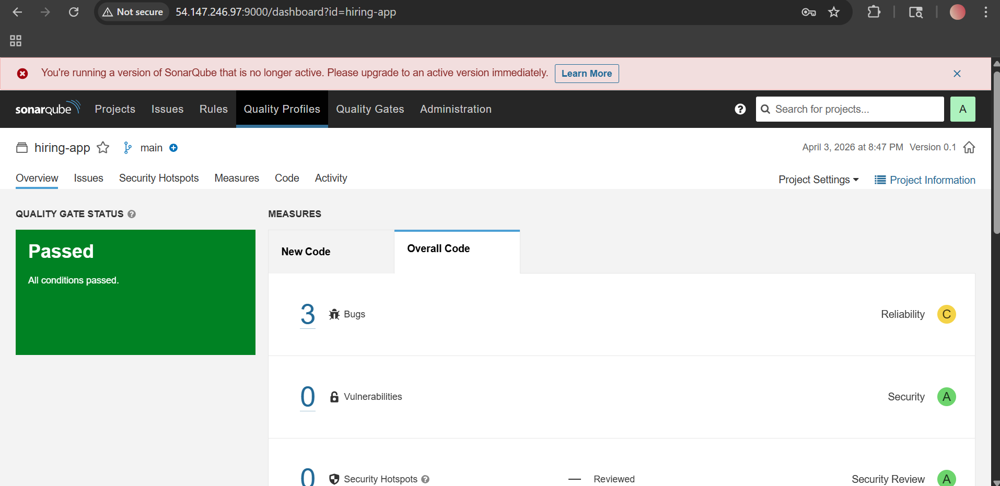 Not secure 54.147.246.97:9000/dashboard?id=hiring-app
You're running a version of SonarQube that is no longer active. Please upgrade to an active version immediately. Learn More
sonarqube Projects Issues Rules Quality Profiles Quality Gates Administration Search for projects... A
hiring-app main April 3, 2026 at 8:47 PM Version 0.1
Overview Issues Security Hotspots Measures Code Activity Project Settings Project Information
QUALITY GATE STATUS
Passed
All conditions passed.
MEASURES
New Code Overall Code
3 Bugs Reliability C
0 Vulnerabilities Security A
0 Security Hotspots Reviewed Security Review A